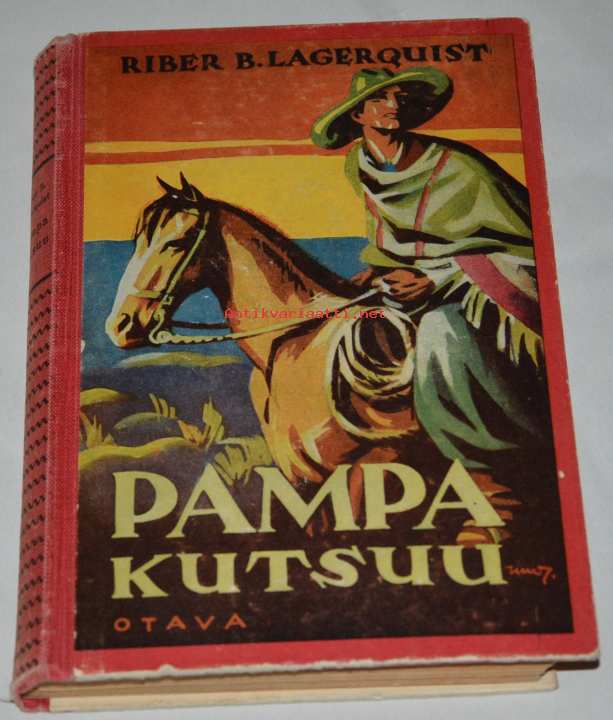 RIBER B. LAGERQUIST
Antikvariaatti.net
PAMPA
KUTSUU
OTAVA